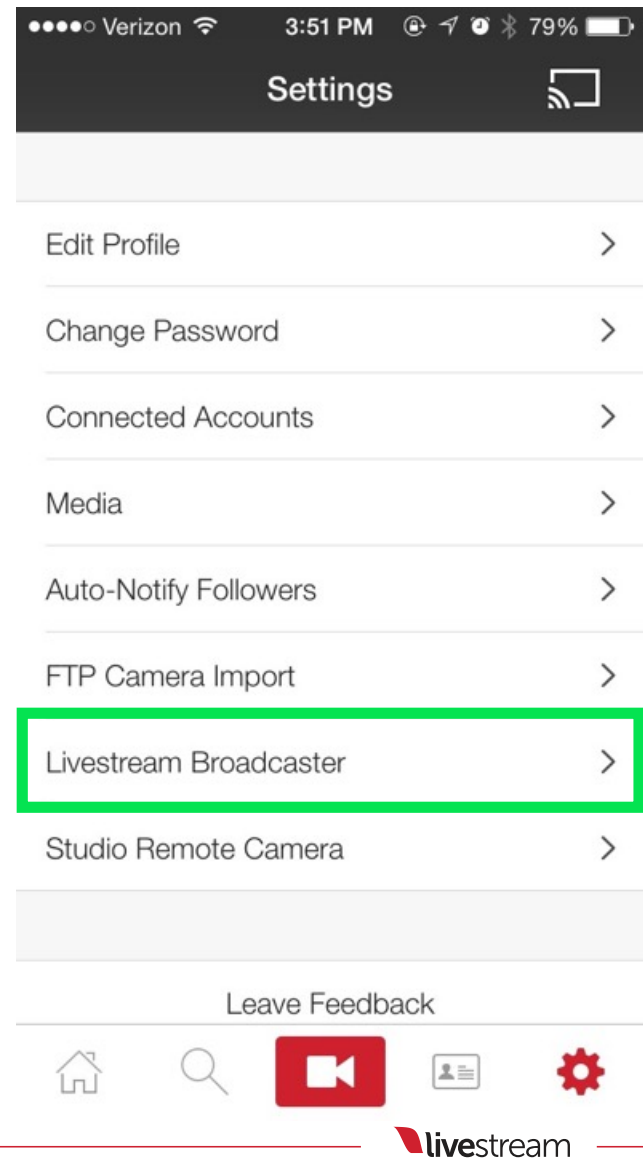 Verizon 3:51 PM 79%
Settings
Edit Profile
Change Password
Connected Accounts
Media
Auto-Notify Followers
FTP Camera Import
Livestream Broadcaster
Studio Remote Camera
Leave Feedback
livestream